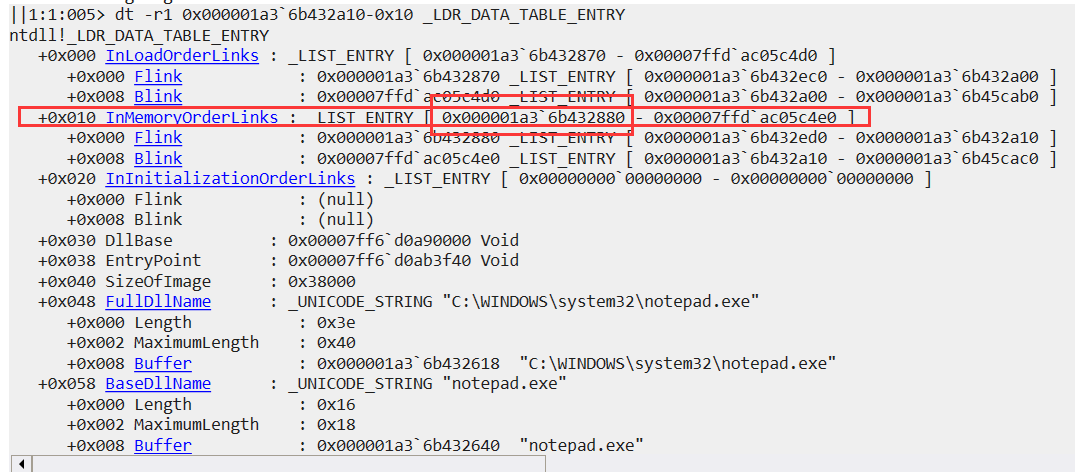 ||1:1:005> dt -r1 0x000001a3`6b432a10-0x10 _LDR_DATA_TABLE_ENTRY
ntdll!_LDR_DATA_TABLE_ENTRY
+0x000 InLoadOrderLinks : _LIST_ENTRY [ 0x000001a3`6b432870 - 0x00007ffd`ac05c4d0 ]
+0x000 Flink : 0x000001a3`6b432870 _LIST_ENTRY [ 0x000001a3`6b432ec0 - 0x000001a3`6b432a00 ]
+0x008 Blink : 0x00007ffd`ac05c4d0 _LIST_ENTRY [ 0x000001a3`6b432a00 - 0x000001a3`6b45cab0 ]
+0x010 InMemoryOrderLinks : _LIST_ENTRY [ 0x000001a3`6b432880 - 0x00007ffd`ac05c4e0 ]
+0x000 Flink : 0x000001a3`6b432880 _LIST_ENTRY [ 0x000001a3`6b432ed0 - 0x000001a3`6b432a10 ]
+0x008 Blink : 0x00007ffd`ac05c4e0 _LIST_ENTRY [ 0x000001a3`6b432a10 - 0x000001a3`6b45cac0 ]
+0x020 InInitializationOrderLinks : _LIST_ENTRY [ 0x00000000`00000000 - 0x00000000`00000000 ]
+0x000 Flink : (null)
+0x008 Blink : (null)
+0x030 DllBase : 0x00007ff6`d0a90000 Void
+0x038 EntryPoint : 0x00007ff6`d0ab3f40 Void
+0x040 SizeOfImage : 0x38000
+0x048 FullDllName : _UNICODE_STRING "C:\WINDOWS\system32\notepad.exe"
+0x000 Length : 0x3e
+0x002 MaximumLength : 0x40
+0x008 Buffer : 0x000001a3`6b432618 "C:\WINDOWS\system32\notepad.exe"
+0x058 BaseDllName : _UNICODE_STRING "notepad.exe"
+0x000 Length : 0x16
+0x002 MaximumLength : 0x18
+0x008 Buffer : 0x000001a3`6b432640 "notepad.exe"